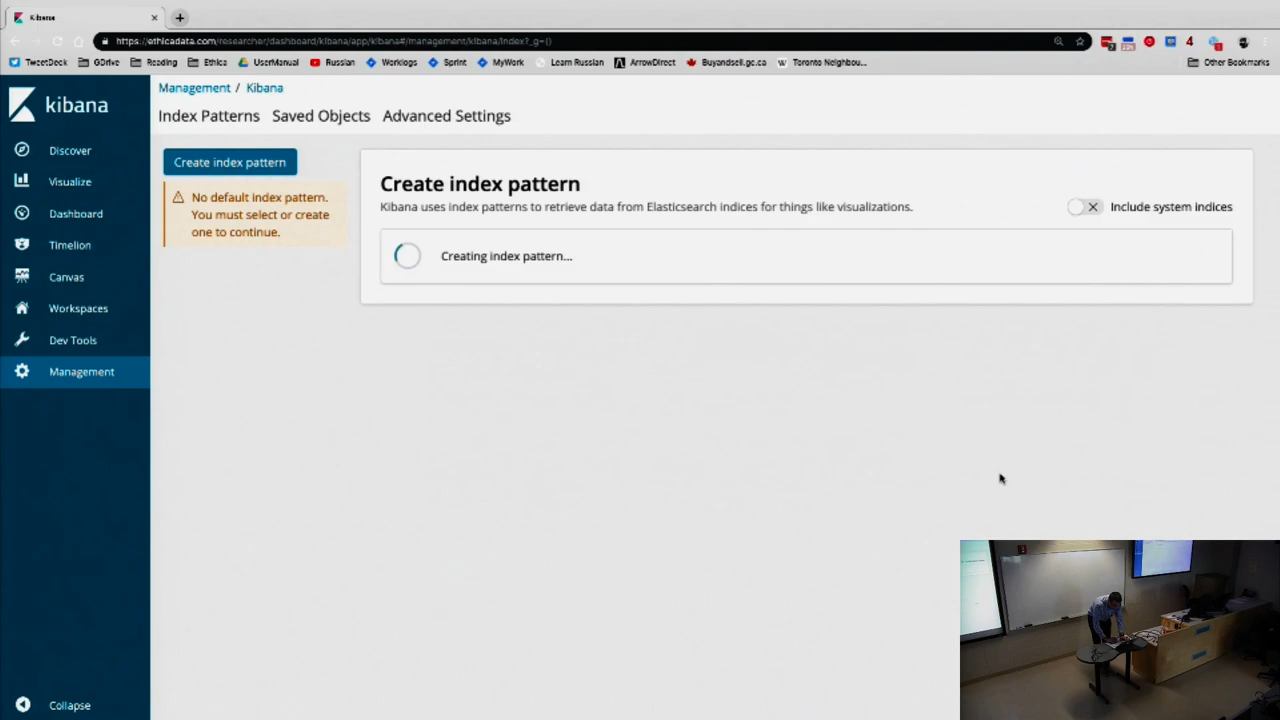 Kibana
https://ethicadata.com/researcher/dashboard/kibana/app/kibana#/management/kibana/index?_g=()
TweetDeck GDrive Reading Ethica UserManual Russian Worklogs Sprint MyWork Learn Russian ArrowDirect Buyandsell.gc.ca Toronto Neighbou... Other Bookmarks
kibana
Management / Kibana
Index Patterns Saved Objects Advanced Settings
Discover
Visualize
Dashboard
Timelion
Canvas
Workspaces
Dev Tools
Management
Collapse
Create index pattern
No default index pattern.
You must select or create
one to continue.
Create index pattern
Kibana uses index patterns to retrieve data from Elasticsearch indices for things like visualizations.
Include system indices
Creating index pattern...